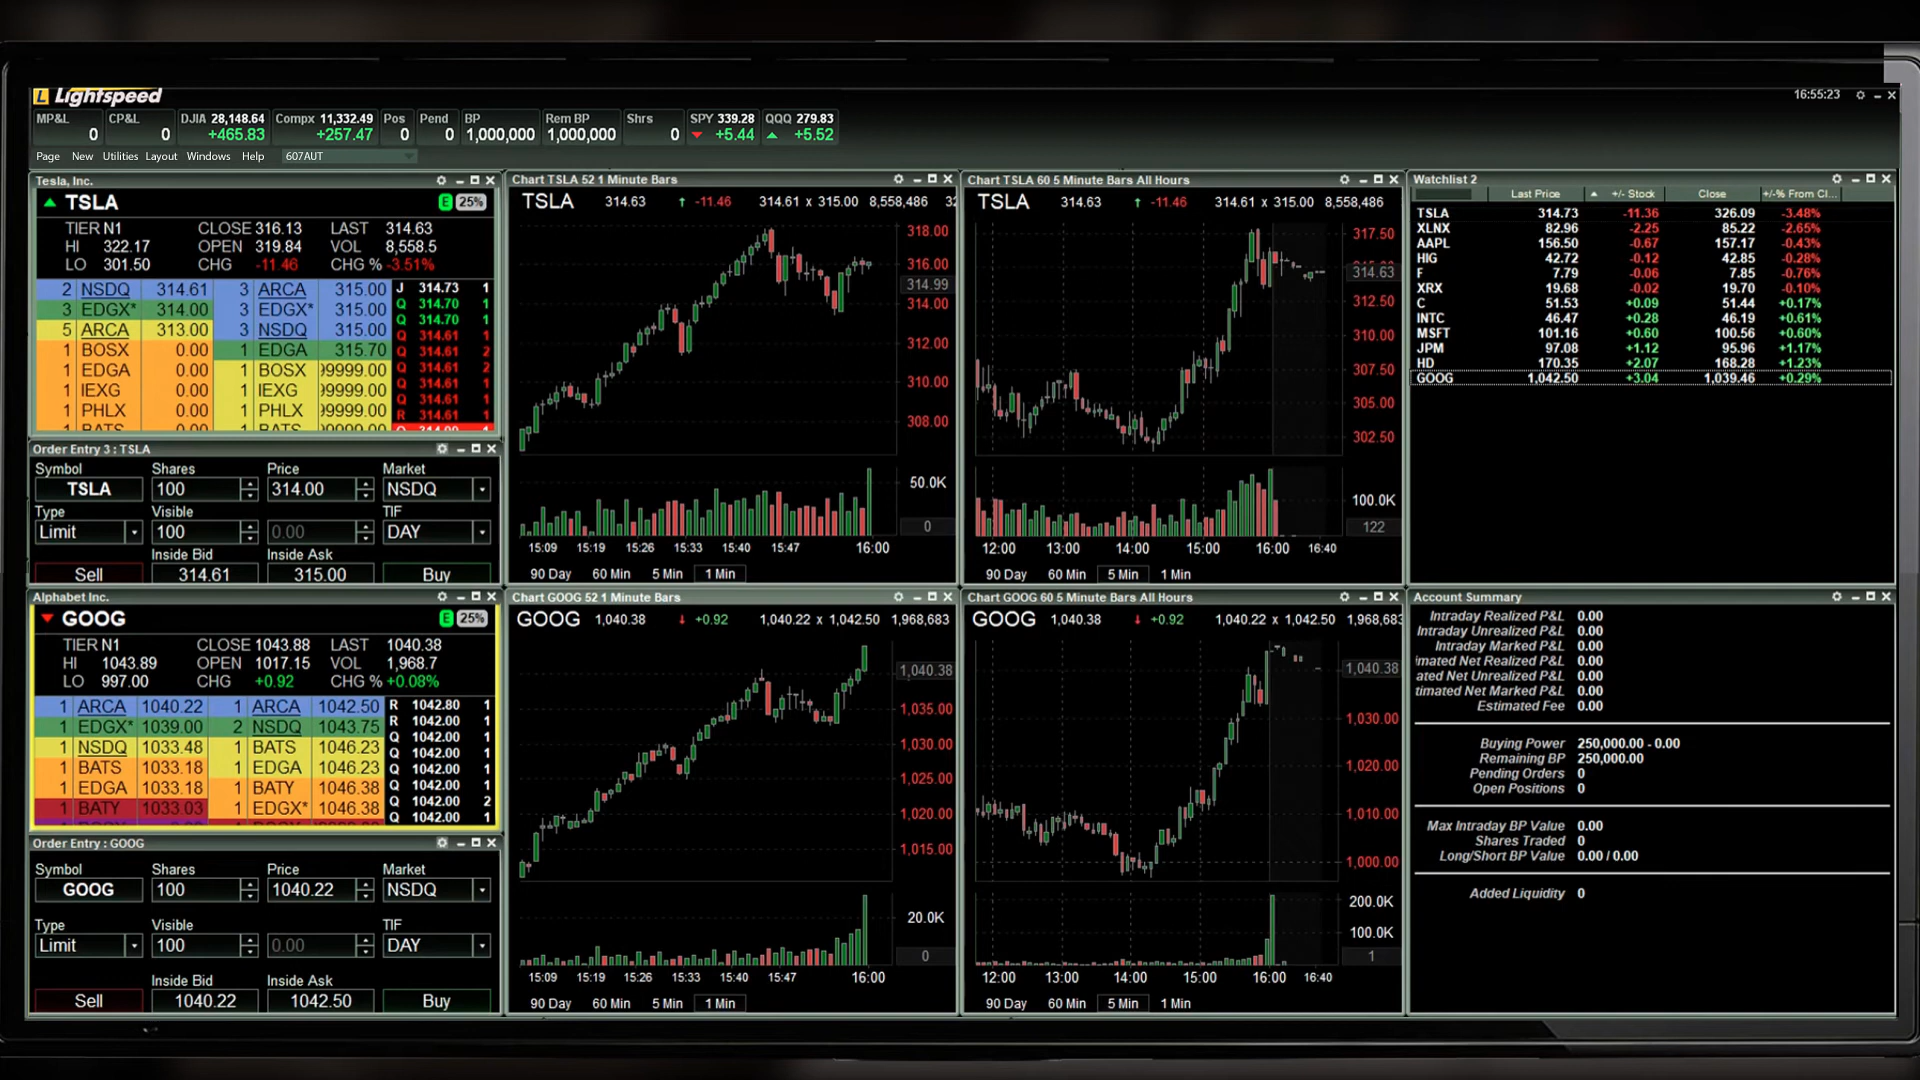 Lightspeed
16:55:23
MP&L 0
CP&L 0
DJIA 28,148.64 +465.83
Compx 11,332.49 +257.47
Pos 0
Pend 0
BP 1,000,000
Rem BP 1,000,000
Shrs 0
SPY 339.28 +5.44
QQQ 279.83 +5.52
Page New Utilities Layout Windows Help 607AUT
Tesla, Inc.
TSLA E 25%
TIER N1 CLOSE 316.13 LAST 314.63
HI 322.17 OPEN 319.84 VOL 8,558.5
LO 301.50 CHG -11.46 CHG % -3.51%
2 NSDQ 314.61 3 ARCA 315.00 J 314.73 1
3 EDGX* 314.00 3 EDGX* 315.00 Q 314.70 1
5 ARCA 313.00 3 NSDQ 315.00 Q 314.70 1
1 BOSX 0.00 1 EDGA 315.70 Q 314.61 1
1 EDGA 0.00 1 BOSX 99999.00 Q 314.61 2
1 IEXG 0.00 1 IEXG 99999.00 Q 314.61 2
1 PHLX 0.00 1 PHLX 99999.00 Q 314.61 1
1 BATS 0.00 1 BATS 99999.00 Q 314.61 1
R 314.61 1
Order Entry 3 : TSLA
Symbol Shares Price Market
TSLA 100 314.00 NSDQ
Type Visible TIF
Limit 100 0.00 DAY
Inside Bid Inside Ask
Sell 314.61 315.00 Buy
Chart TSLA 52 1 Minute Bars
TSLA 314.63 -11.46 314.61 x 315.00 8,558,486
318.00
316.00
314.99
314.00
312.00
310.00
308.00
50.0K
0
15:09 15:19 15:26 15:33 15:40 15:47 16:00
90 Day 60 Min 5 Min 1 Min
Chart TSLA 60 5 Minute Bars All Hours
TSLA 314.63 -11.46 314.61 x 315.00 8,558,486
317.50
314.63
312.50
310.00
307.50
305.00
302.50
100.0K
122
12:00 13:00 14:00 15:00 16:00 16:40
90 Day 60 Min 5 Min 1 Min
Watchlist 2
Last Price +/- Stock Close +/-% From Cl...
TSLA 314.73 -11.36 326.09 -3.48%
XLNX 82.96 -2.25 85.22 -2.65%
AAPL 156.50 -0.67 157.17 -0.43%
HIG 42.72 -0.12 42.85 -0.28%
F 7.79 -0.06 7.85 -0.76%
XRX 19.68 -0.02 19.70 -0.10%
C 51.53 +0.09 51.44 +0.17%
INTC 46.47 +0.28 46.19 +0.61%
MSFT 101.16 +0.60 100.56 +0.60%
JPM 97.08 +1.12 95.96 +1.17%
HD 170.35 +2.07 168.28 +1.23%
GOOG 1,042.50 +3.04 1,039.46 +0.29%
Alphabet Inc.
GOOG E 25%
TIER N1 CLOSE 1043.88 LAST 1040.38
HI 1043.89 OPEN 1017.15 VOL 1,968.7
LO 997.00 CHG +0.92 CHG % +0.08%
1 ARCA 1040.22 1 ARCA 1042.50 R 1042.80 1
1 EDGX* 1039.00 2 NSDQ 1043.75 R 1042.00 1
1 NSDQ 1033.48 1 BATS 1046.23 Q 1042.00 1
1 BATS 1033.18 1 EDGA 1046.23 Q 1042.00 1
1 EDGA 1033.18 1 BATY 1046.38 Q 1042.00 1
1 BATY 1033.03 1 EDGX* 1046.38 Q 1042.00 1
Q 1042.00 2
Q 1042.00 1
Order Entry : GOOG
Symbol Shares Price Market
GOOG 100 1040.22 NSDQ
Type Visible TIF
Limit 100 0.00 DAY
Inside Bid Inside Ask
Sell 1040.22 1042.50 Buy
Chart GOOG 52 1 Minute Bars
GOOG 1,040.38 +0.92 1,040.22 x 1,042.50 1,968,683
1,040.38
1,035.00
1,030.00
1,025.00
1,020.00
1,015.00
20.0K
0
15:09 15:19 15:26 15:33 15:40 15:47 16:00
90 Day 60 Min 5 Min 1 Min
Chart GOOG 60 5 Minute Bars All Hours
GOOG 1,040.38 +0.92 1,040.22 x 1,042.50 1,968,683
1,040.38
1,030.00
1,020.00
1,010.00
1,000.00
200.0K
100.0K
1
12:00 13:00 14:00 15:00 16:00 16:40
90 Day 60 Min 5 Min 1 Min
Account Summary
Intraday Realized P&L 0.00
Intraday Unrealized P&L 0.00
Intraday Marked P&L 0.00
imated Net Realized P&L 0.00
ated Net Unrealized P&L 0.00
timated Net Marked P&L 0.00
Estimated Fee 0.00
Buying Power 250,000.00 - 0.00
Remaining BP 250,000.00
Pending Orders 0
Open Positions 0
Max Intraday BP Value 0.00
Shares Traded 0
Long/Short BP Value 0.00 / 0.00
Added Liquidity 0